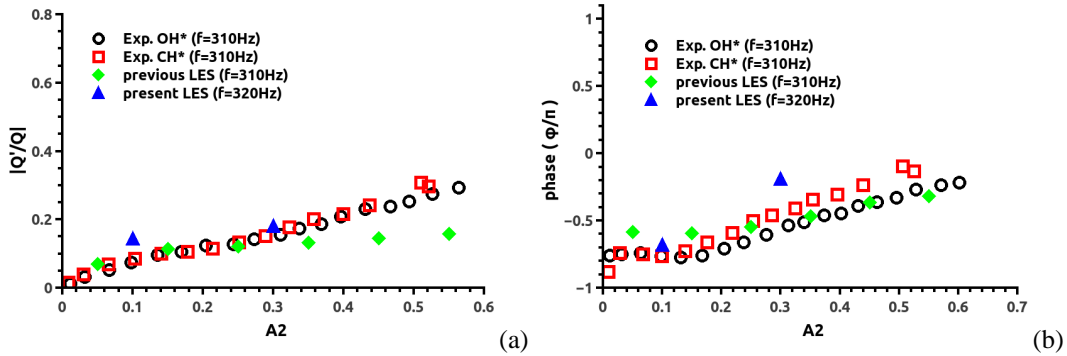 0.8
0.6
0.4
0.2
0
|Q'/Q|
Exp. OH* (f=310Hz)
Exp. CH* (f=310Hz)
previous LES (f=310Hz)
present LES (f=320Hz)
0 0.1 0.2 0.3 0.4 0.5 0.6
A2
(a)
1
0.5
0
−0.5
−1
phase ( φ/π )
Exp. OH* (f=310Hz)
Exp. CH* (f=310Hz)
previous LES (f=310Hz)
present LES (f=320Hz)
0 0.1 0.2 0.3 0.4 0.5 0.6 0.7
A2
(b)